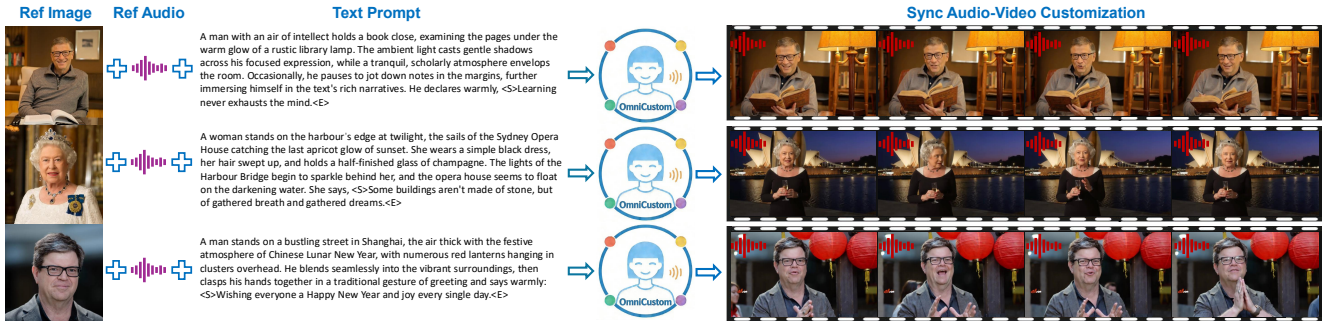 Ref Image
Ref Audio
Text Prompt
Sync Audio-Video Customization
A man with an air of intellect holds a book close, examining the pages under the
warm glow of a rustic library lamp. The ambient light casts gentle shadows
across his focused expression, while a tranquil, scholarly atmosphere envelops
the room. Occasionally, he pauses to jot down notes in the margins, further
immersing himself in the text's rich narratives. He declares warmly, <S>Learning
never exhausts the mind.<E>
OmniCustom
A woman stands on the harbour's edge at twilight, the sails of the Sydney Opera
House catching the last apricot glow of sunset. She wears a simple black dress,
her hair swept up, and holds a half-finished glass of champagne. The lights of the
Harbour Bridge begin to sparkle behind her, and the opera house seems to float
on the darkening water. She says, <S>Some buildings aren't made of stone, but
of gathered breath and gathered dreams.<E>
OmniCustom
A man stands on a bustling street in Shanghai, the air thick with the festive
atmosphere of Chinese Lunar New Year, with numerous red lanterns hanging in
clusters overhead. He blends seamlessly into the vibrant surroundings, then
clasps his hands together in a traditional gesture of greeting and says warmly:
<S>Wishing everyone a Happy New Year and joy every single day.<E>
OmniCustom